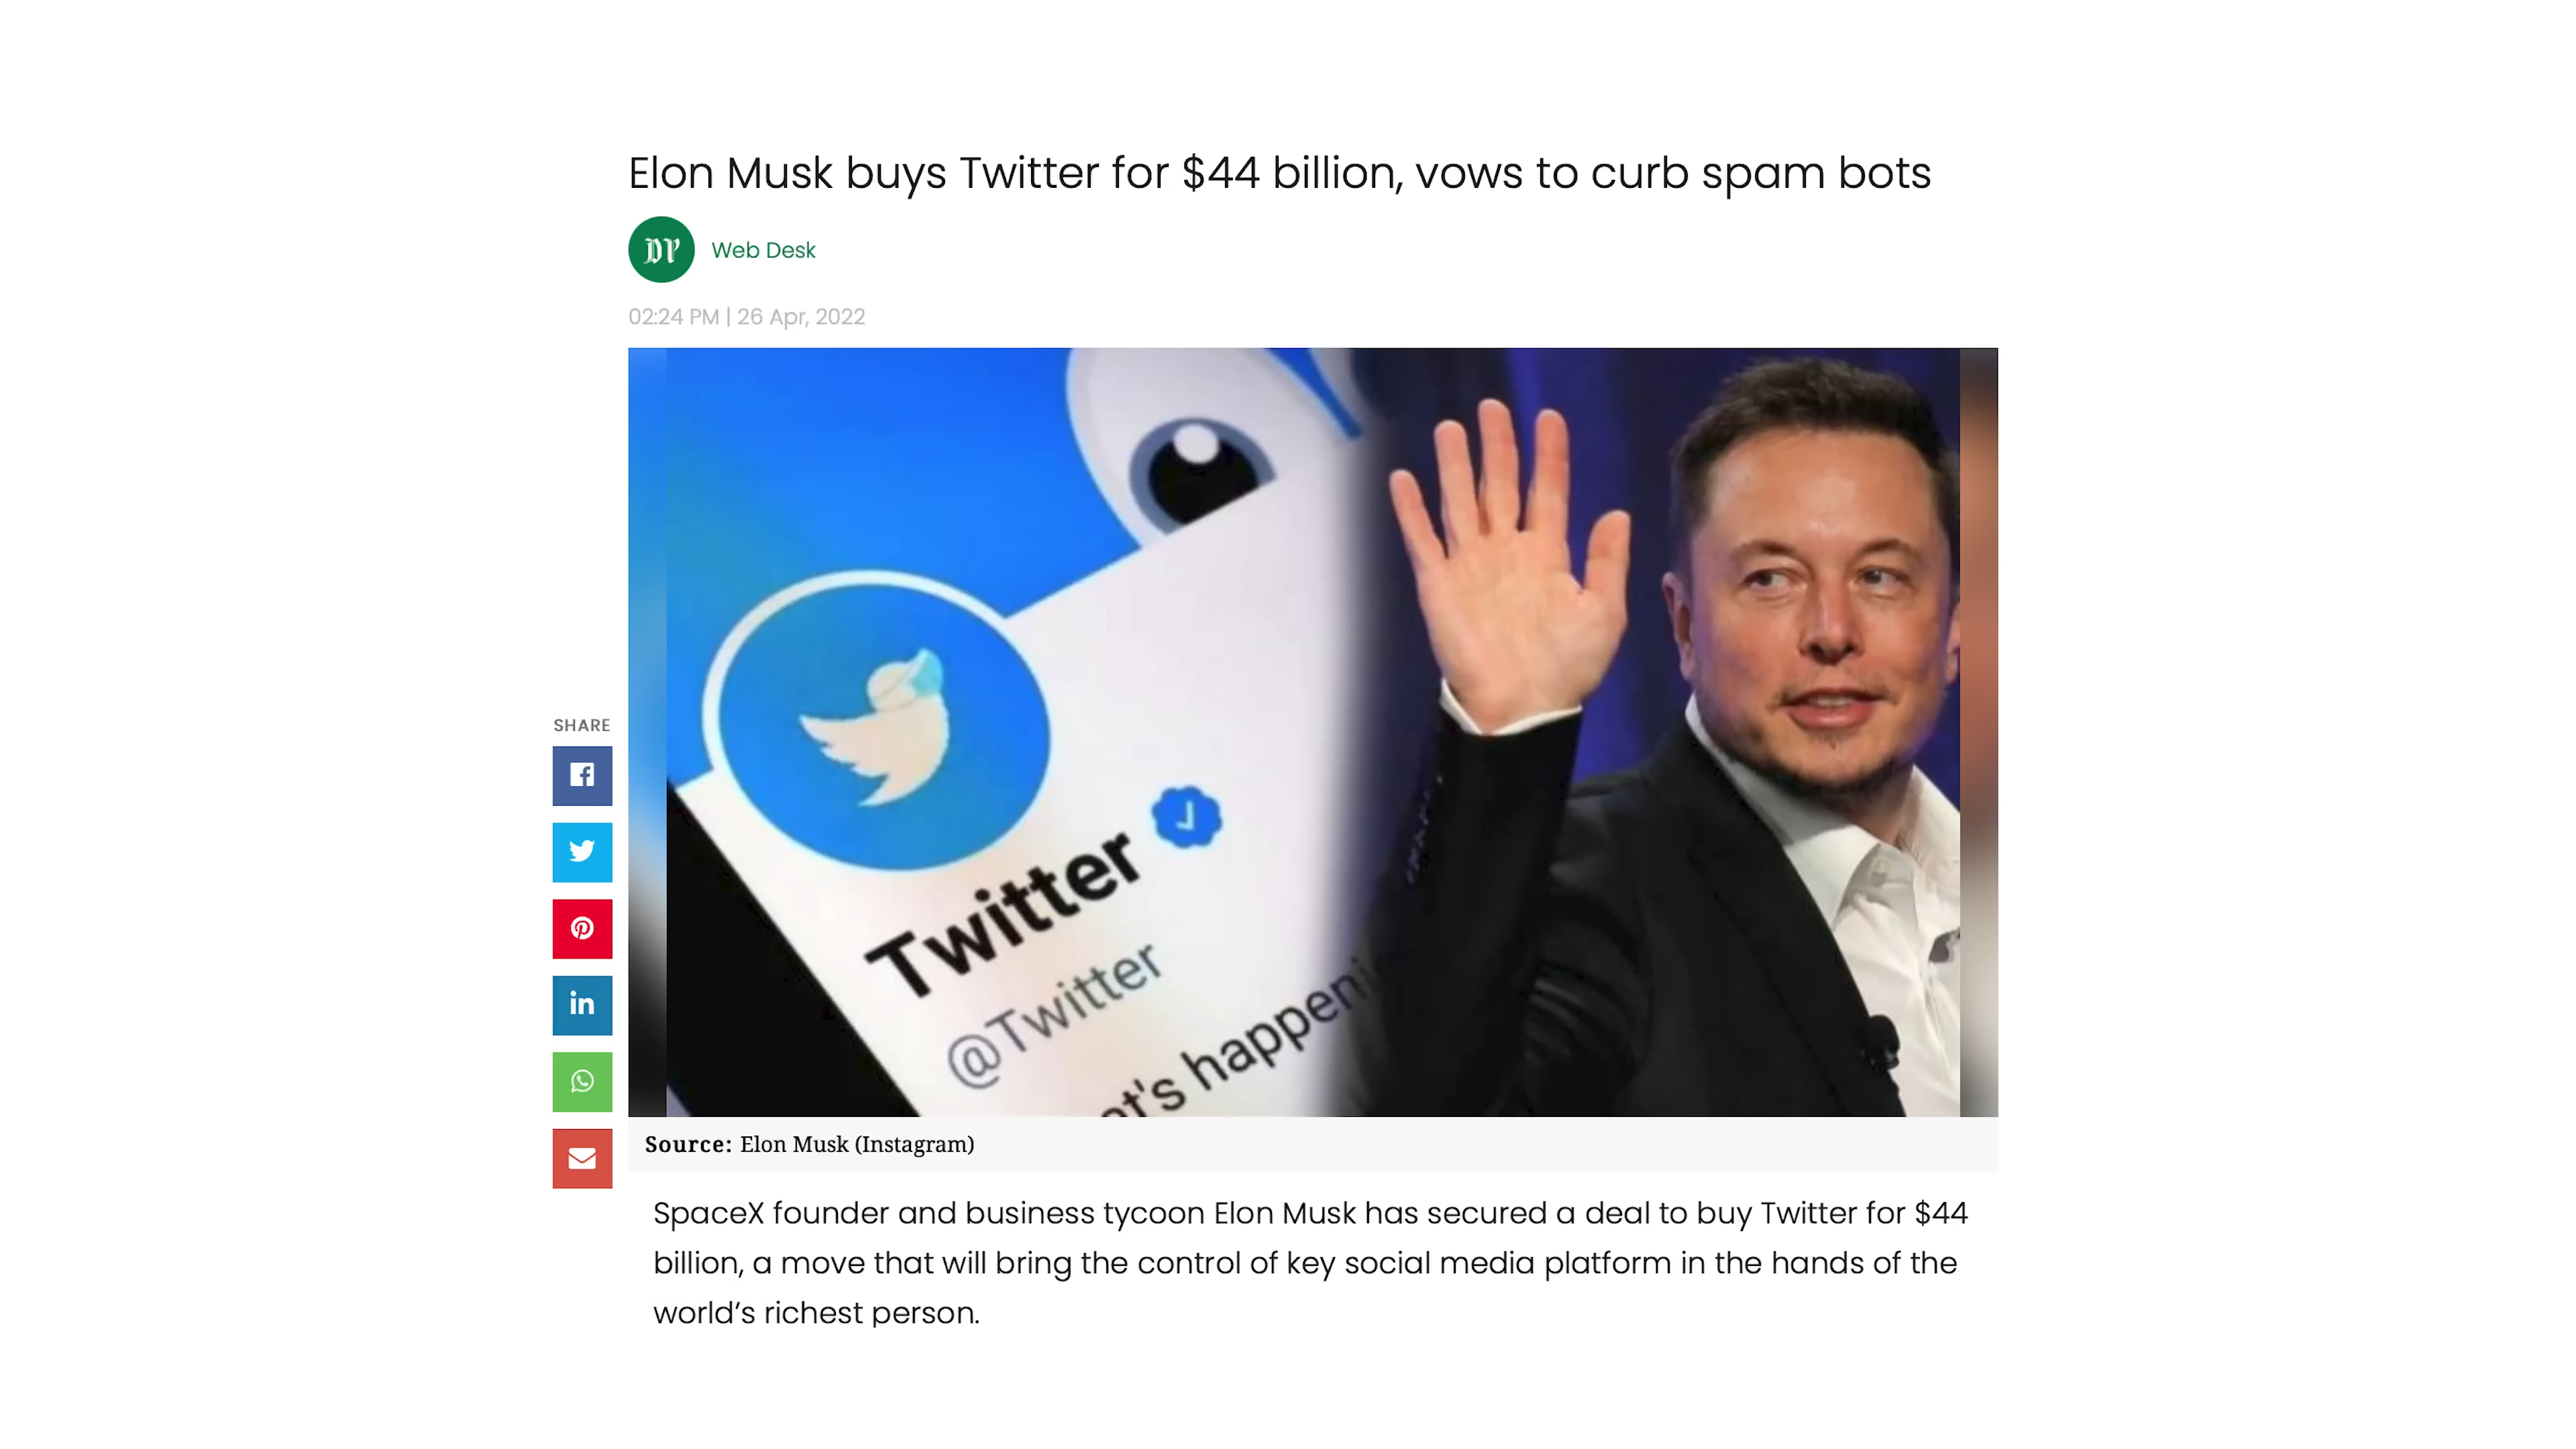 Elon Musk buys Twitter for $44 billion, vows to curb spam bots
DP
Web Desk
02:24 PM | 26 Apr, 2022
Twitter
@Twitter
happeni
SHARE
in
Source: Elon Musk (Instagram)
SpaceX founder and business tycoon Elon Musk has secured a deal to buy Twitter for $44
billion, a move that will bring the control of key social media platform in the hands of the
world’s richest person.